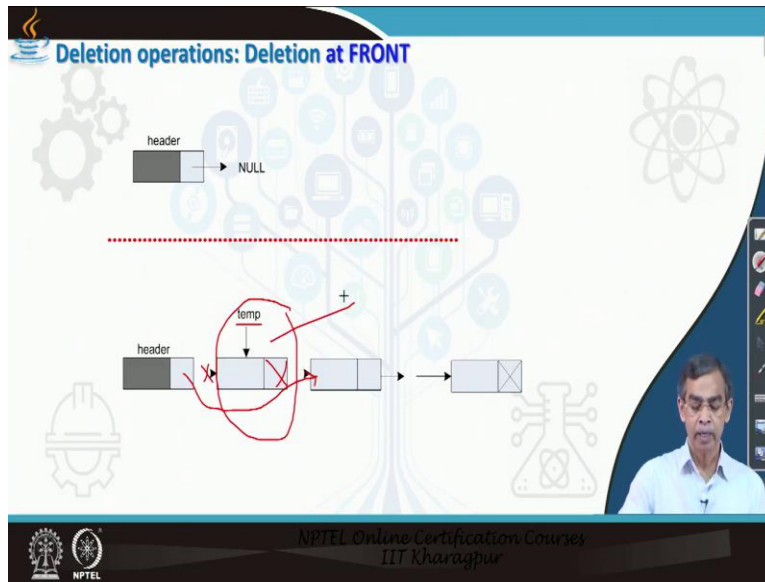 Deletion operations: Deletion at FRONT
header
NULL
temp
header
NPTEL Online Certification Courses
IIT Kharagpur
NPTEL